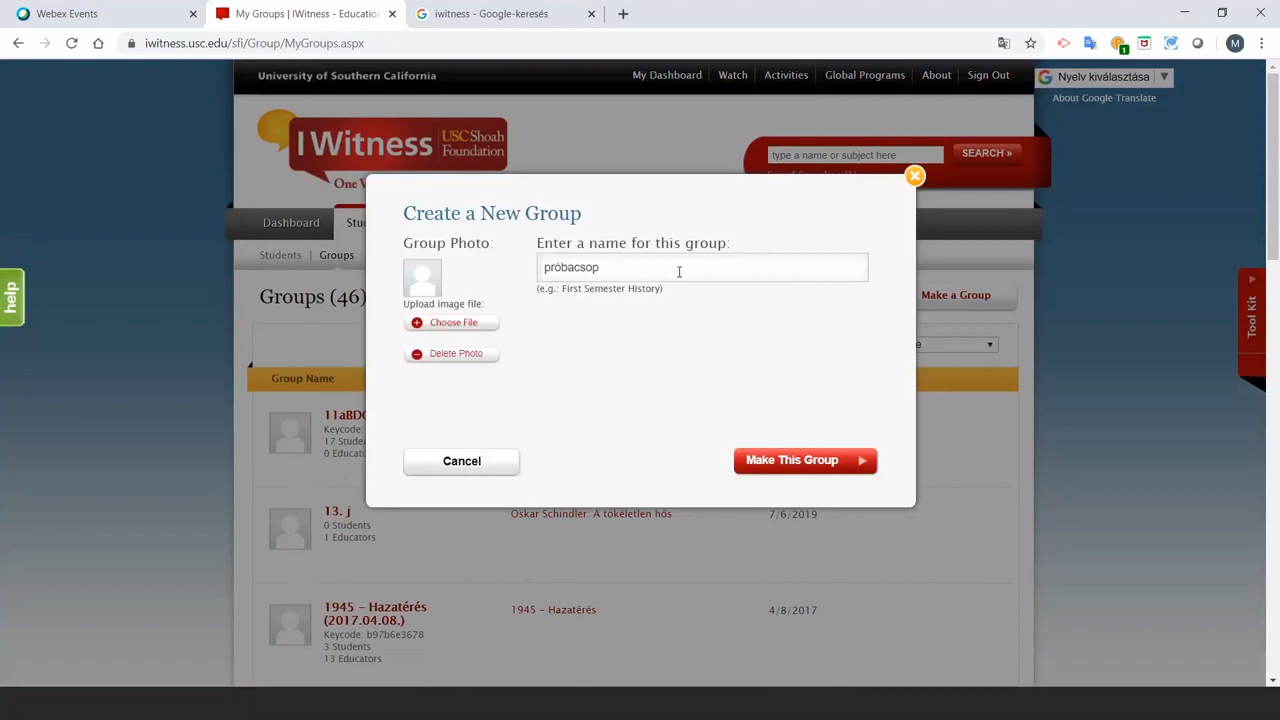 Webex Events
My Groups | IWitness - Educatio
iwitness - Google-keresés
iwitness.usc.edu/sfi/Group/MyGroups.aspx
1
M
University of Southern California
My Dashboard
Watch
Activities
Global Programs
About
Sign Out
Nyelv kiválasztása
About Google Translate
IWitness
USC Shoah
Foundation
type a name or subject here
SEARCH »
Dashboard
Students
Groups
Groups (46)
Make a Group
help
Tool Kit
Create a New Group
Group Photo:
Enter a name for this group:
próbacsop
(e.g.: First Semester History)
Upload image file:
Choose File
Delete Photo
Cancel
Make This Group
Group Name
Keycode:
0 Educato
13. j
0 Students
1 Educators
Oskar Schindler: A tökéletlen hős
7/6/2019
1945 - Hazatérés
(2017.04.08.)
Keycode: b97b6e3678
3 Students
13 Educators
1945 - Hazatérés
4/8/2017